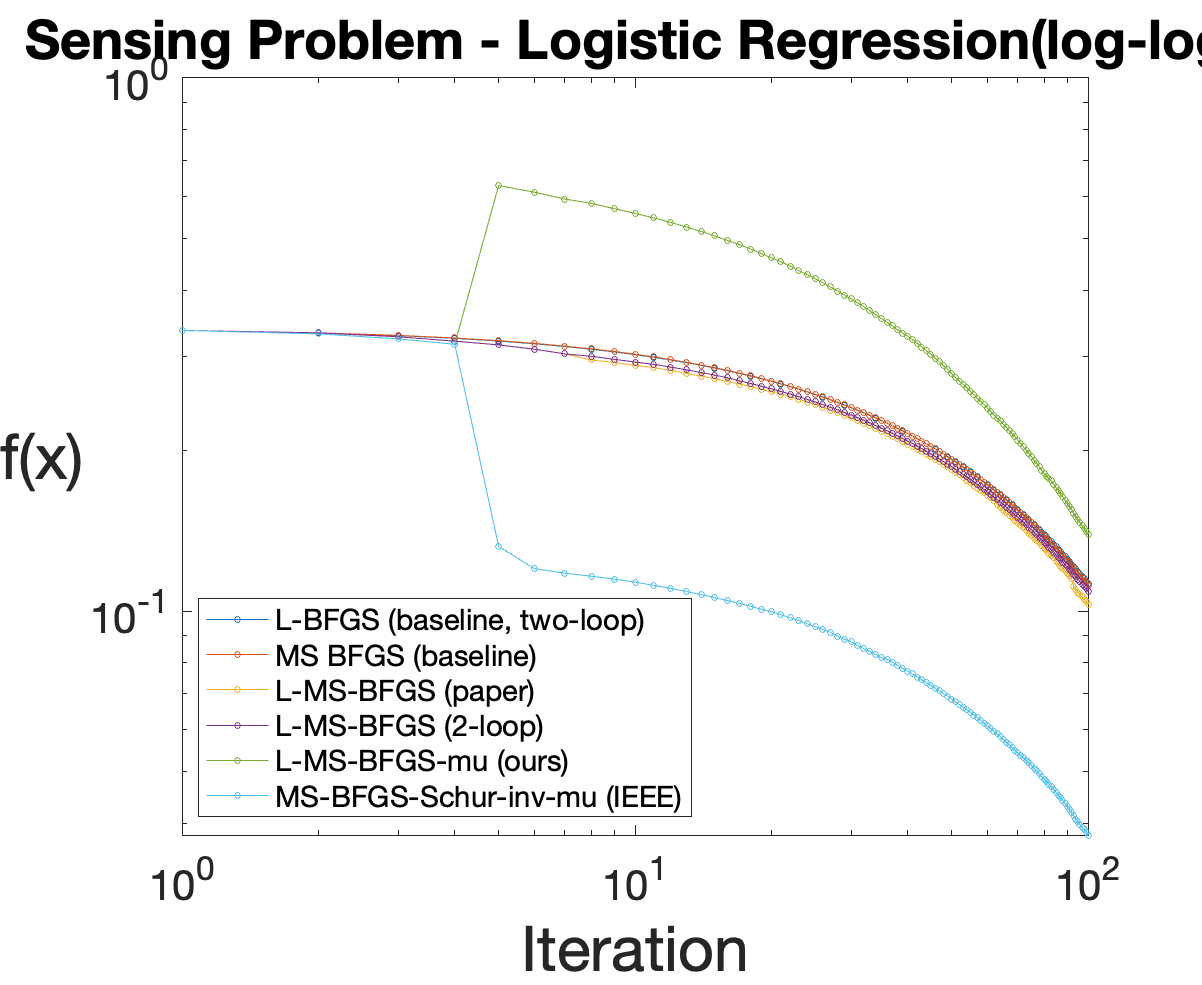 Sensing Problem - Logistic Regression(log-log
10^0
f(x)
10^-1
L-BFGS (baseline, two-loop)
MS BFGS (baseline)
L-MS-BFGS (paper)
L-MS-BFGS (2-loop)
L-MS-BFGS-mu (ours)
MS-BFGS-Schur-inv-mu (IEEE)
10^0 10^1 10^2
Iteration